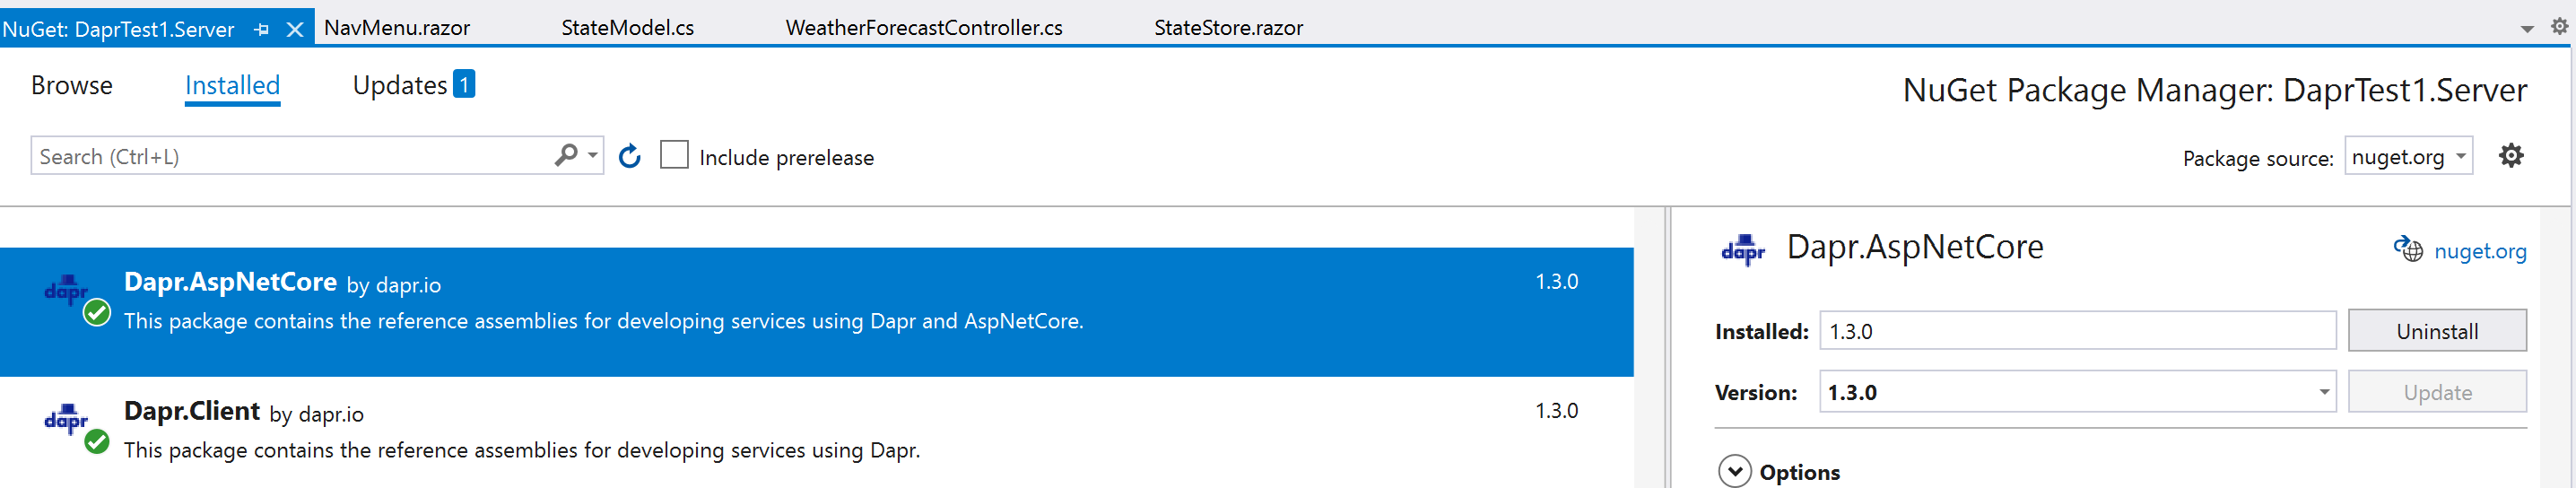 NuGet: DaprTest1.Server NavMenu.razor StateModel.cs WeatherForecastController.cs StateStore.razor
Browse Installed Updates 1
NuGet Package Manager: DaprTest1.Server
Search (Ctrl+L) Include prerelease
Package source: nuget.org
dapr Dapr.AspNetCore by dapr.io 1.3.0
This package contains the reference assemblies for developing services using Dapr and AspNetCore.
dapr Dapr.Client by dapr.io 1.3.0
This package contains the reference assemblies for developing services using Dapr.
dapr Dapr.AspNetCore nuget.org
Installed: 1.3.0 Uninstall
Version: 1.3.0 Update
Options